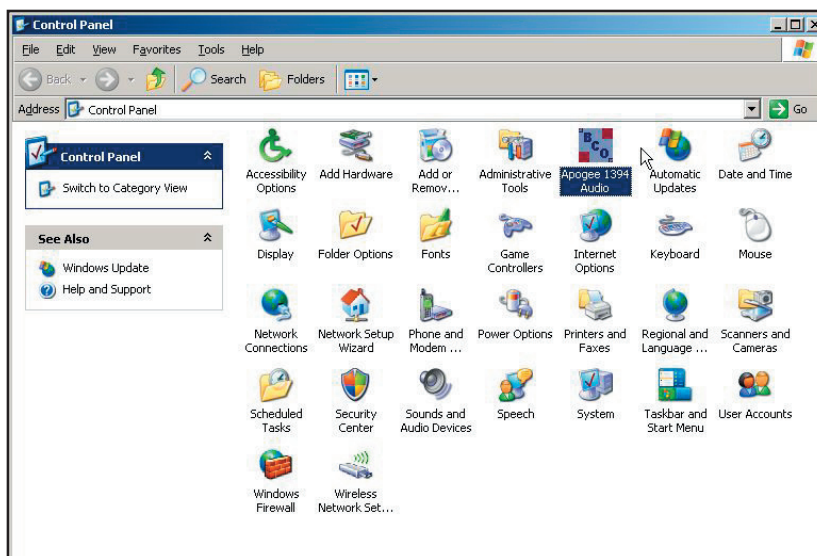 Control Panel
File Edit View Favorites Tools Help
Back Search Folders
Address Control Panel Go
Control Panel
Switch to Category View
See Also
Windows Update
Help and Support
Accessibility
Options
Add Hardware
Add or
Remov...
Administrative
Tools
BCO
Apogee 1394
Audio
Automatic
Updates
Date and Time
Display
Folder Options
Fonts
Game
Controllers
Internet
Options
Keyboard
Mouse
Network
Connections
Network Setup
Wizard
Phone and
Modem ...
Power Options
Printers and
Faxes
Regional and
Language ...
Scanners and
Cameras
Scheduled
Tasks
Security
Center
Sounds and
Audio Devices
Speech
System
Taskbar and
Start Menu
User Accounts
Windows
Firewall
Wireless
Network Set...